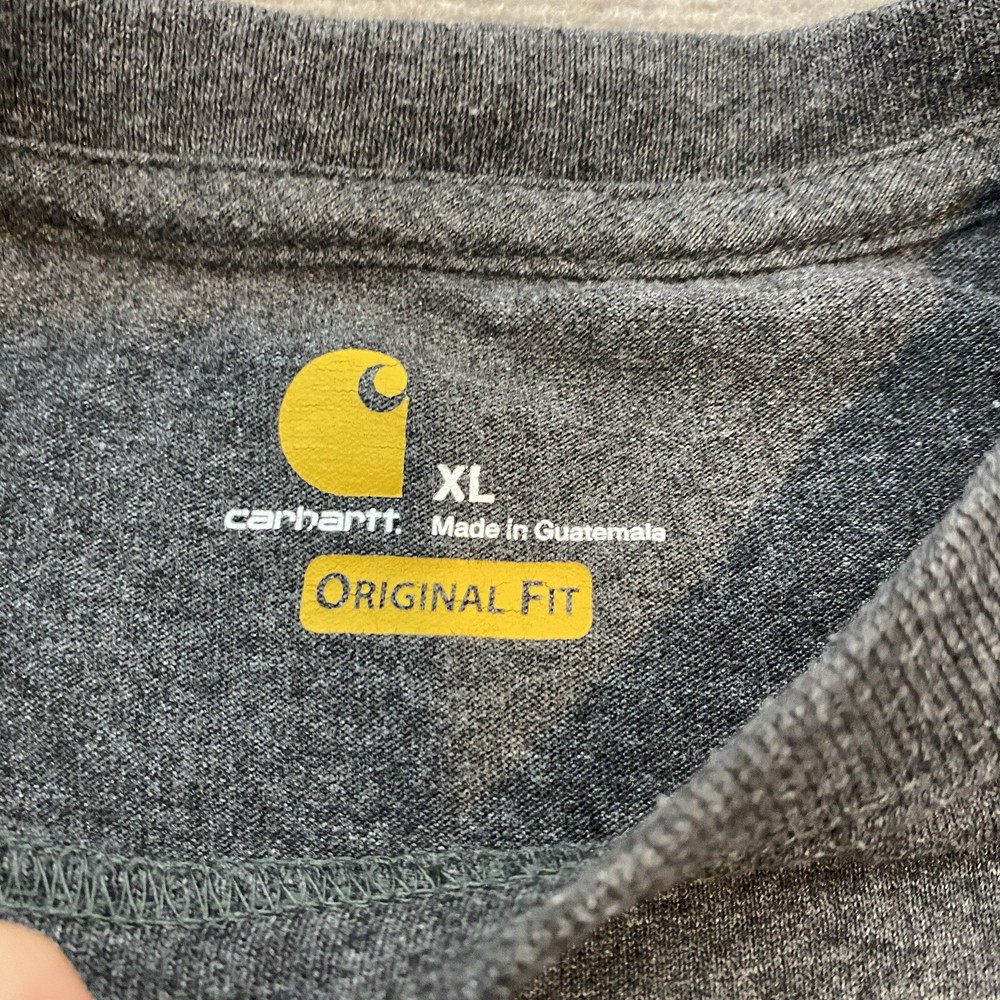 XL
carhartt.
Made in Guatemala
ORIGINAL FIT